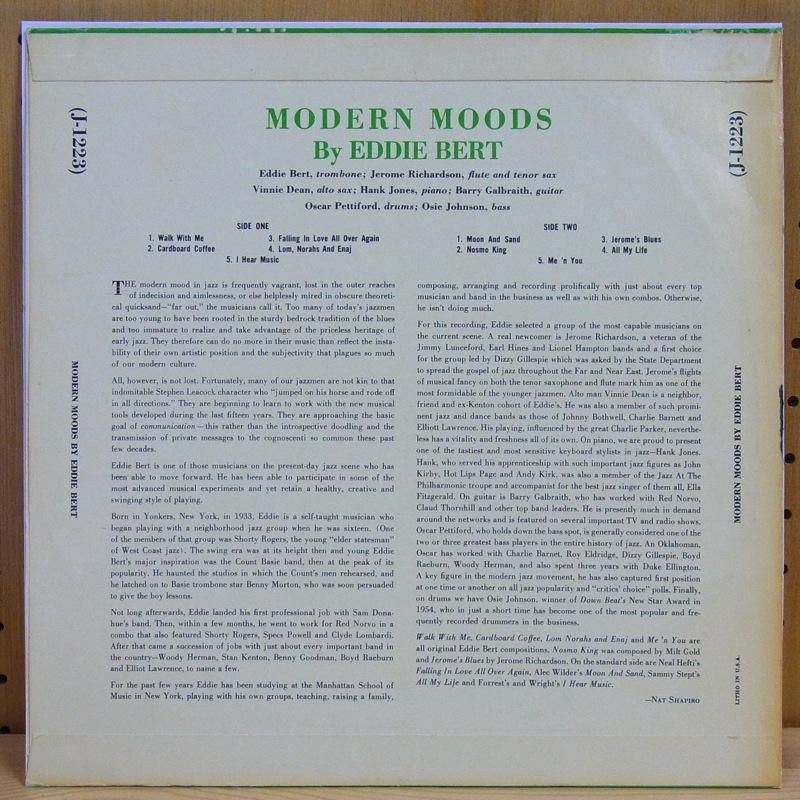 MODERN MOODS
By EDDIE BERT
Eddie Bert, trombone; Jerome Richardson, flute and tenor sax
Vinnie Dean, alto sax; Hank Jones, piano; Barry Galbraith, guitar
Oscar Pettiford, drums; Osie Johnson, bass
SIDE ONE
1. Walk With Me
2. Cardboard Coffee
3. Falling In Love All Over Again
4. Lom, Norahs And Enaj
5. I Hear Music
SIDE TWO
1. Moon And Sand
2. Nosmo King
3. Jerome's Blues
4. All My Life
5. Me 'n You
THE modern mood in jazz is frequently vagrant, lost in the outer reaches
of indecision and aimlessness, or else helplessly mired in obscure theoreti-
cal quicksand—"far out," the musicians call it. Too many of today's jazzmen
are too young to have been rooted in the sturdy bedrock tradition of the blues
and too immature to realize and take advantage of the priceless heritage of
early jazz. They therefore can do no more in their music than reflect the insta-
bility of their own artistic position and the subjectivity that plagues so much
of our modern culture.
All, however, is not lost. Fortunately, many of our jazzmen are not kin to that
indomitable Stephen Leacock character who "jumped on his horse and rode off
in all directions." They are beginning to learn to work with the new musical
tools developed during the last fifteen years. They are approaching the basic
goal of communication—this rather than the introspective doodling and the
transmission of private messages to the cognoscenti so common these past
few decades.
Eddie Bert is one of those musicians on the present-day jazz scene who has
been able to move forward. He has been able to participate in some of the
most advanced musical experiments and yet retain a healthy, creative and
swinging style of playing.
Born in Yonkers, New York, in 1933, Eddie is a self-taught musician who
began playing with a neighborhood jazz group when he was sixteen. (One
of the members of that group was Shorty Rogers, the young "elder statesman"
of West Coast jazz). The swing era was at its height then and young Eddie
Bert's major inspiration was the Count Basie band, then at the peak of its
popularity. He haunted the studios in which the Count's men rehearsed, and
he latched on to Basie trombone star Benny Morton, who was soon persuaded
to give the boy lessons.
Not long afterwards, Eddie landed his first professional job with Sam Dona-
hue's band. Then, within a few months, he went to work for Red Norvo in a
combo that also featured Shorty Rogers, Specs Powell and Clyde Lombardi.
After that came a succession of jobs with just about every important band in
the country—Woody Herman, Stan Kenton, Benny Goodman, Boyd Raeburn
and Elliot Lawrence, to name a few.
For the past few years Eddie has been studying at the Manhattan School of
Music in New York, playing with his own groups, teaching, raising a family,
composing, arranging and recording prolifically with just about every top
musician and band in the business as well as with his own combos. Otherwise,
he isn't doing much.
For this recording, Eddie selected a group of the most capable musicians on
the current scene. A real newcomer is Jerome Richardson, a veteran of the
Jimmy Lunceford, Earl Hines and Lionel Hampton bands and a first choice
for the group led by Dizzy Gillespie which was asked by the State Department
to spread the gospel of jazz throughout the Far and Near East. Jerome's flights
of musical fancy on both the tenor saxophone and flute mark him as one of the
most formidable of the younger jazzmen. Alto man Vinnie Dean is a neighbor,
friend and ex-Kenton cohort of Eddie's. He was also a member of such promi-
nent jazz and dance bands as those of Johnny Bothwell, Charlie Barnett and
Elliott Lawrence. His playing, influenced by the great Charlie Parker, neverthe-
less has a vitality and freshness all of its own. On piano, we are proud to present
one of the tastiest and most sensitive keyboard stylists in jazz—Hank Jones.
Hank, who served his apprenticeship with such important jazz figures as John
Kirby, Hot Lips Page and Andy Kirk, was also a member of the Jazz At The
Philharmonic troupe and accompanist for the best jazz singer of them all, Ella
Fitzgerald. On guitar is Barry Galbraith, who has worked with Red Norvo,
Claud Thornhill and other top band leaders. He is presently much in demand
around the networks and is featured on several important TV and radio shows.
Oscar Pettiford, who holds down the bass spot, is generally considered one of the
two or three greatest bass players in the entire history of jazz. An Oklahoman,
Oscar has worked with Charlie Barnet, Roy Eldridge, Dizzy Gillespie, Boyd
Raeburn, Woody Herman, and also spent three years with Duke Ellington.
A key figure in the modern jazz movement, he has also captured first position
at one time or another on all jazz popularity and "critics' choice" polls. Finally,
on drums we have Osie Johnson, winner of Down Beat's New Star Award in
1954, who in just a short time has become one of the most popular and fre-
quently recorded drummers in the business.
Walk With Me, Cardboard Coffee, Lom Norahs and Enaj and Me 'n You are
all original Eddie Bert compositions. Nosmo King was composed by Milt Gold
and Jerome's Blues by Jerome Richardson. On the standard side are Neal Hefti's
Falling In Love All Over Again, Alec Wilder's Moon And Sand, Sammy Stept's
All My Life and Forrest's and Wright's I Hear Music.
—NAT SHAPIRO
(J-1223)
MODERN MOODS BY EDDIE BERT
(J-1223)
MODERN MOODS BY EDDIE BERT
LITHO IN U.S.A.